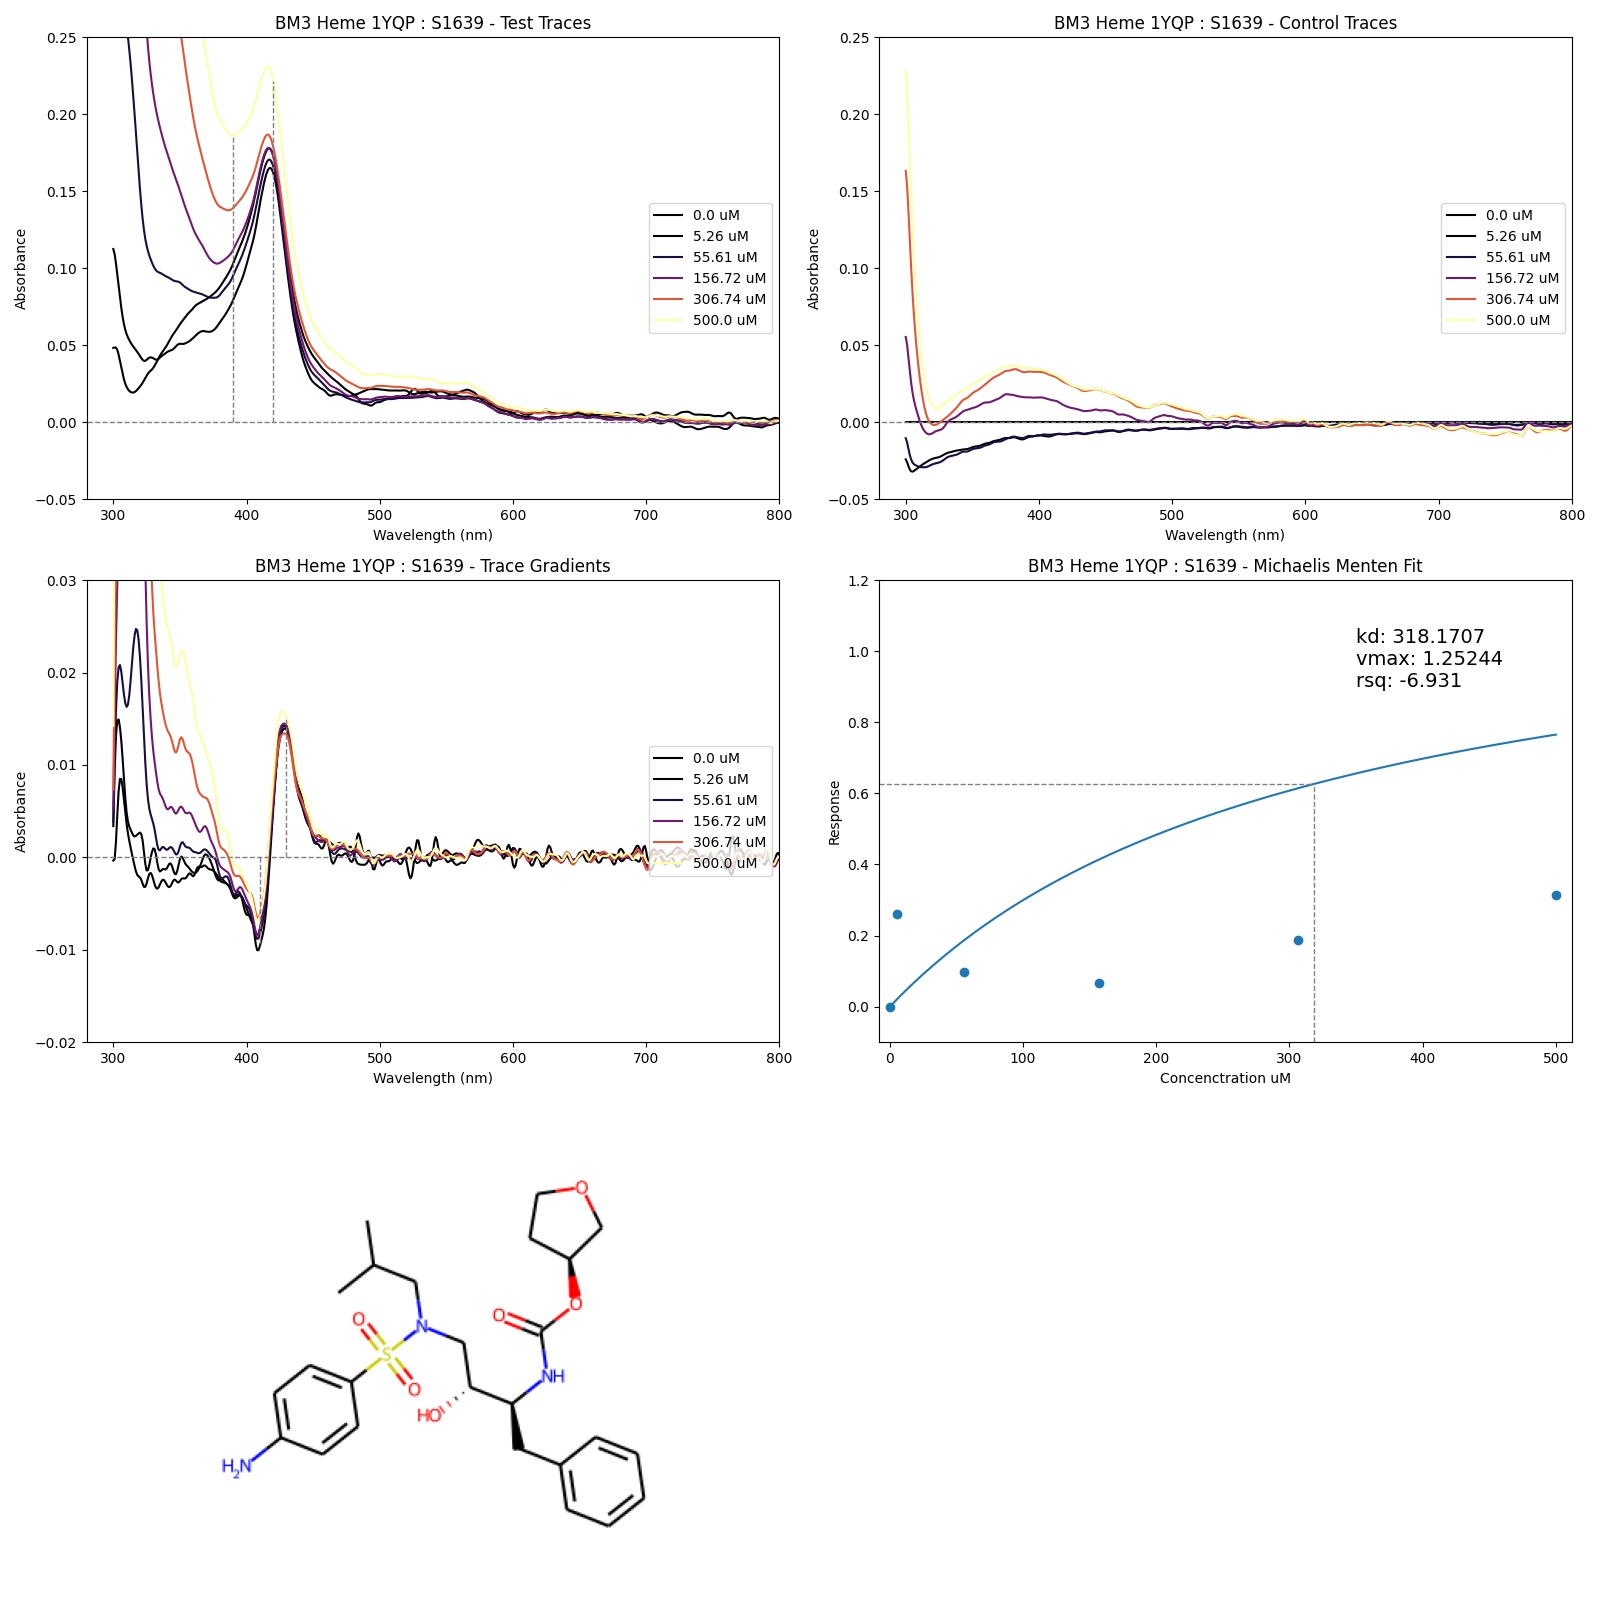 BM3 Heme 1YQP : S1639 - Test Traces
0.25
0.20
0.15
0.10
0.05
0.00
−0.05
Absorbance
300 400 500 600 700 800
Wavelength (nm)
0.0 uM
5.26 uM
55.61 uM
156.72 uM
306.74 uM
500.0 uM
BM3 Heme 1YQP : S1639 - Control Traces
0.25
0.20
0.15
0.10
0.05
0.00
−0.05
Absorbance
300 400 500 600 700 800
Wavelength (nm)
0.0 uM
5.26 uM
55.61 uM
156.72 uM
306.74 uM
500.0 uM
BM3 Heme 1YQP : S1639 - Trace Gradients
0.03
0.02
0.01
0.00
−0.01
−0.02
Absorbance
300 400 500 600 700 800
Wavelength (nm)
0.0 uM
5.26 uM
55.61 uM
156.72 uM
306.74 uM
500.0 uM
BM3 Heme 1YQP : S1639 - Michaelis Menten Fit
1.2
1.0
0.8
0.6
0.4
0.2
0.0
Response
0 100 200 300 400 500
Concenctration uM
kd: 318.1707
vmax: 1.25244
rsq: -6.931
O
O
O
O
N
S
O
NH
HO
H2N